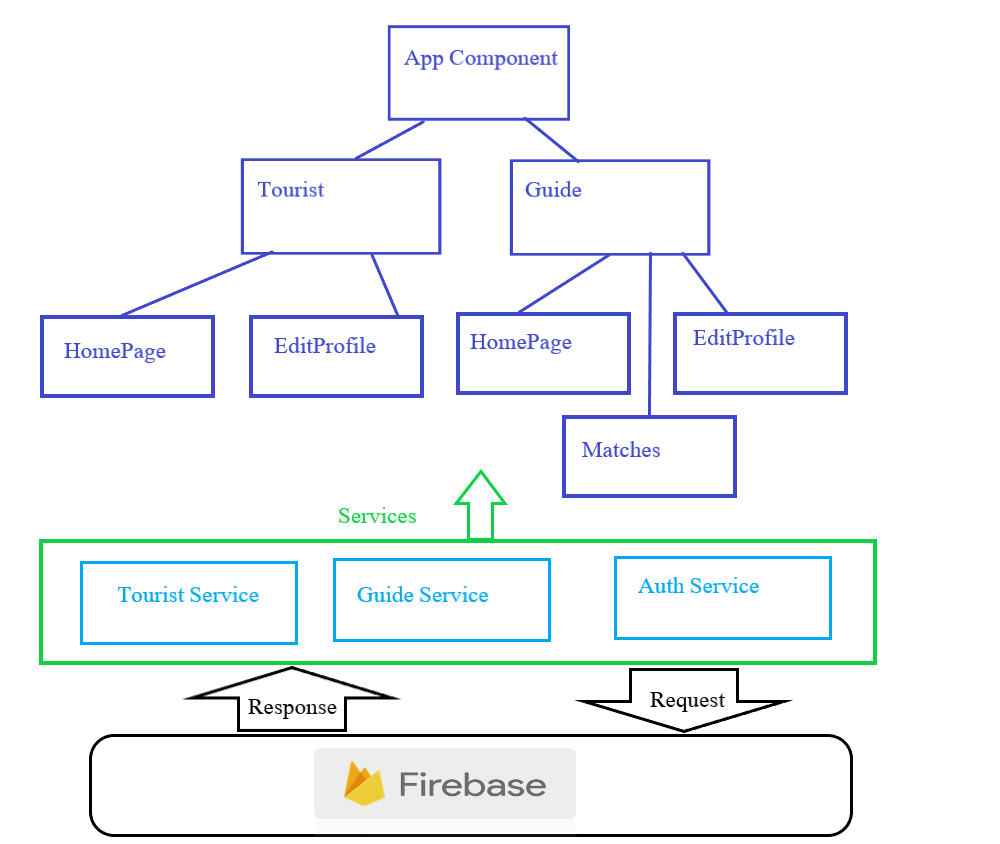 App Component
Tourist
Guide
HomePage
EditProfile
HomePage
EditProfile
Matches
Services
Tourist Service
Guide Service
Auth Service
Response
Request
Firebase